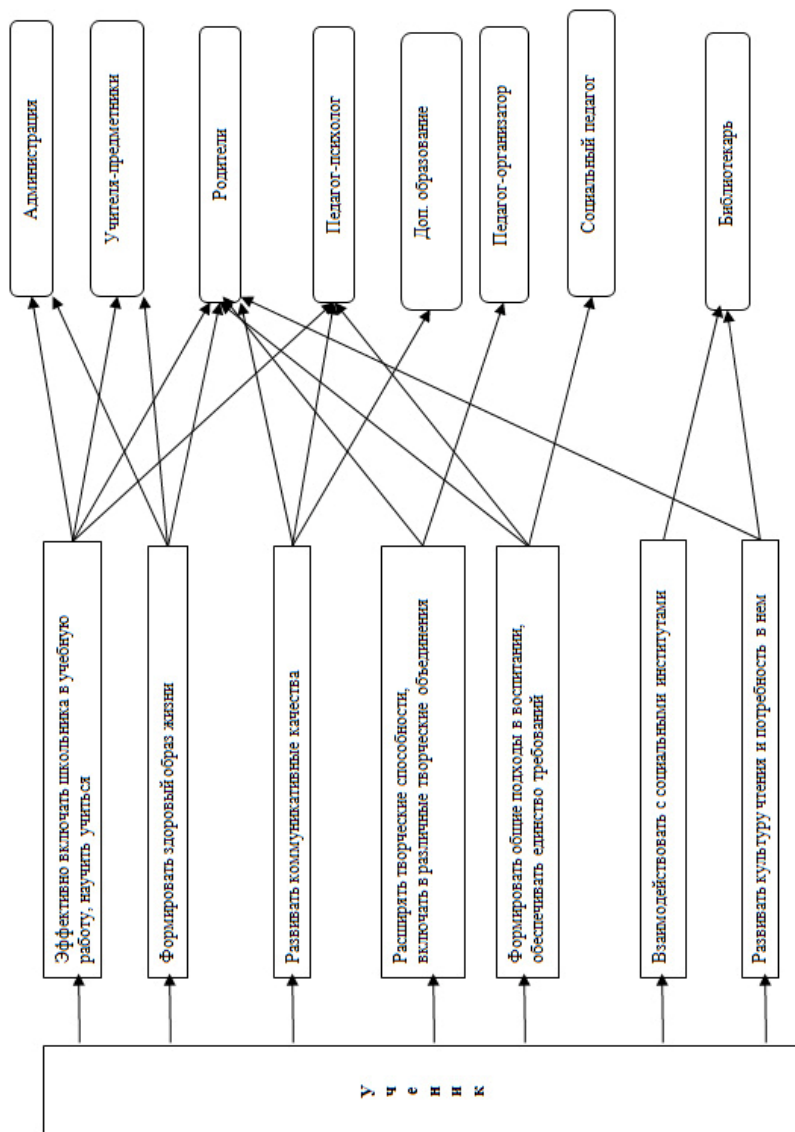 Администрация
Учителя-предметники
Родители
Педагог-психолог
Доп. образование
Педагог-организатор
Социальный педагог
Библиотекарь
Эффективно включать школьника в учебную
работу, научить учиться
Формировать здоровый образ жизни
Развивать коммуникативные качества
Расширять творческие способности,
включать в различные творческие объединения
Формировать общие подходы в воспитании,
обеспечивать единство требований
Взаимодействовать с социальными институтами
Развивать культуру чтения и потребность в нем
У
ч
е
н
и
к